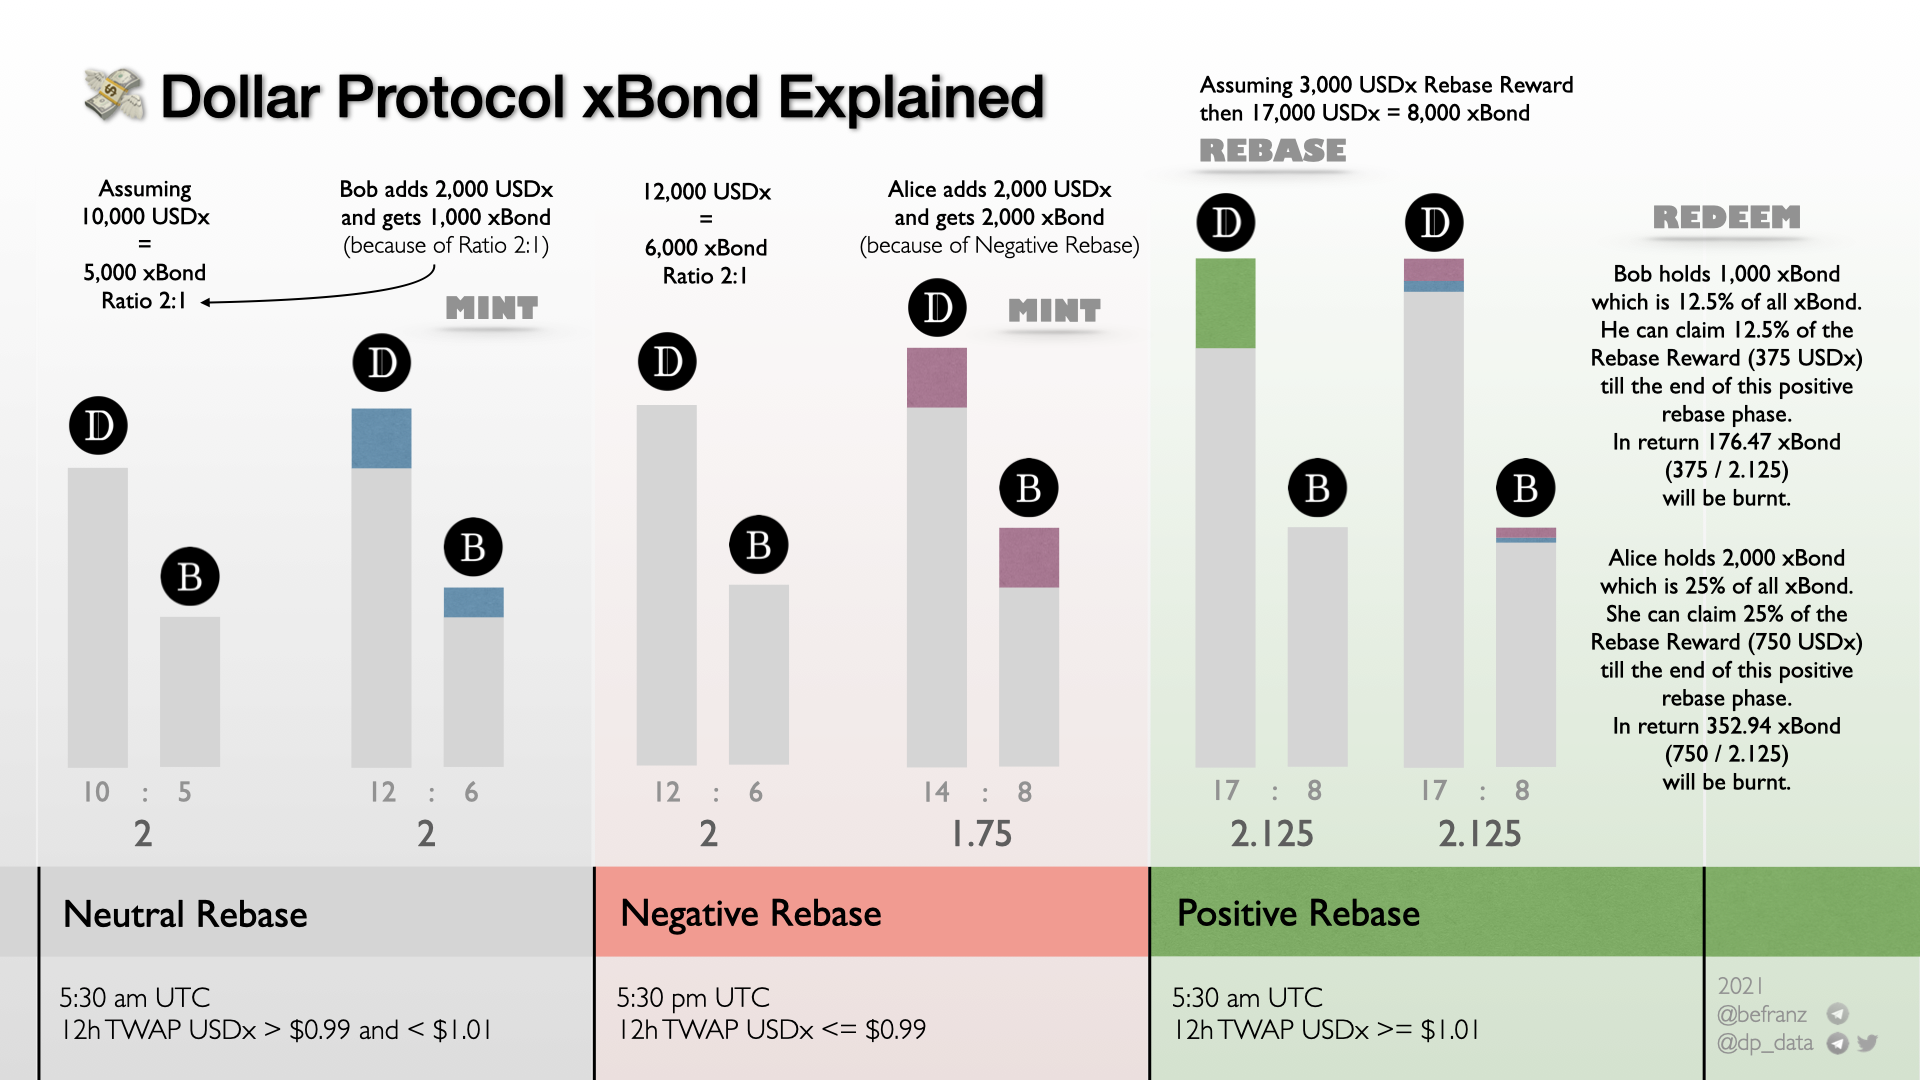 Dollar Protocol xBond Explained
Assuming
10,000 USDx
=
5,000 xBond
Ratio 2:1
Bob adds 2,000 USDx
and gets 1,000 xBond
(because of Ratio 2:1)
MINT
D
B
D
B
10 : 5
2
12 : 6
2
12,000 USDx
=
6,000 xBond
Ratio 2:1
Alice adds 2,000 USDx
and gets 2,000 xBond
(because of Negative Rebase)
MINT
D
B
D
B
12 : 6
2
14 : 8
1.75
Assuming 3,000 USDx Rebase Reward
then 17,000 USDx = 8,000 xBond
REBASE
D
B
D
B
17 : 8
2.125
17 : 8
2.125
REDEEM
Bob holds 1,000 xBond
which is 12.5% of all xBond.
He can claim 12.5% of the
Rebase Reward (375 USDx)
till the end of this positive
rebase phase.
In return 176.47 xBond
(375 / 2.125)
will be burnt.
Alice holds 2,000 xBond
which is 25% of all xBond.
She can claim 25% of the
Rebase Reward (750 USDx)
till the end of this positive
rebase phase.
In return 352.94 xBond
(750 / 2.125)
will be burnt.
Neutral Rebase
5:30 am UTC
12h TWAP USDx > $0.99 and < $1.01
Negative Rebase
5:30 pm UTC
12h TWAP USDx <= $0.99
Positive Rebase
5:30 am UTC
12h TWAP USDx >= $1.01
2021
@befranz
@dp_data